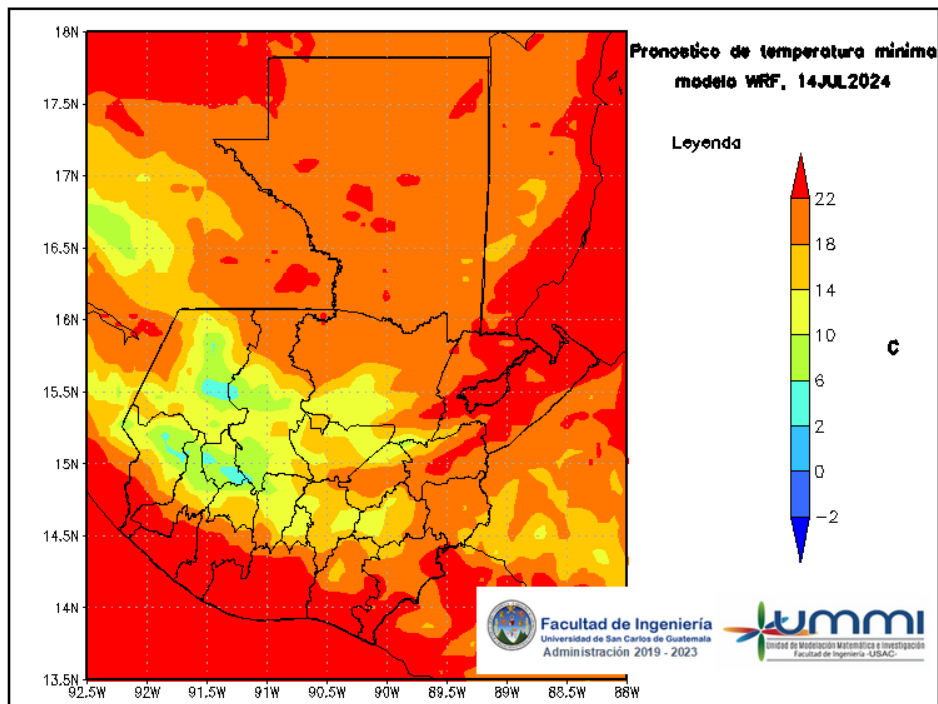 Pronostico de temperatura minima
modelo WRF, 14JUL2024
Leyenda
22
18
14
10
6
2
0
−2
C
18N
17.5N
17N
16.5N
16N
15.5N
15N
14.5N
14N
13.5N
92.5W
92W
91.5W
91W
90.5W
90W
89.5W
89W
88.5W
88W
Facultad de Ingeniería
Universidad de San Carlos de Guatemala
Administración 2019 - 2023
ummi
Unidad de Modelación Matemática e Investigación
Facultad de Ingeniería -USAC-